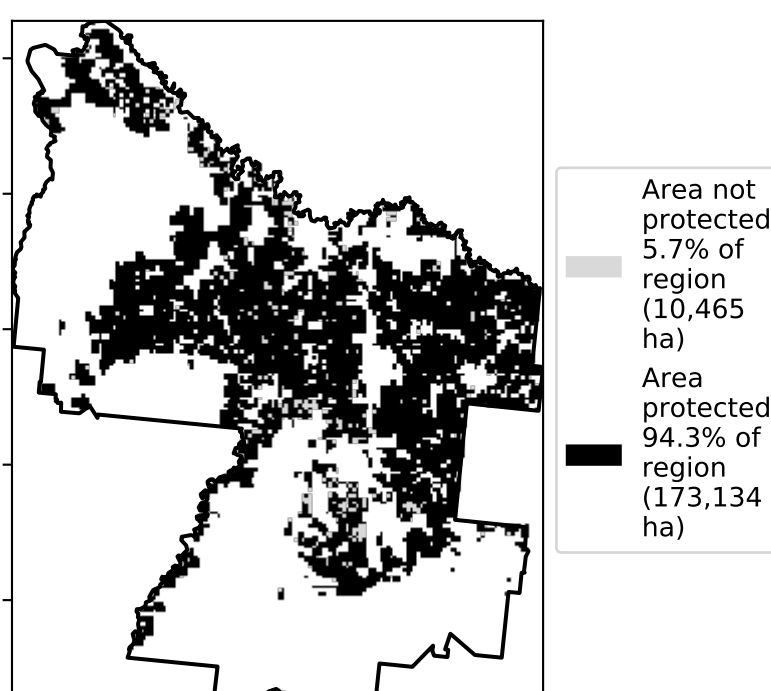 Area not
protected
5.7% of
region
(10,465
ha)
Area
protected
94.3% of
region
(173,134
ha)